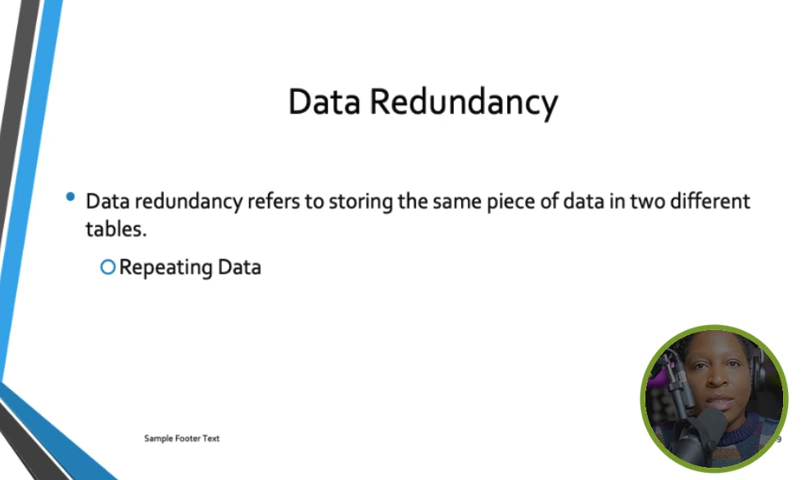 Data Redundancy
Data redundancy refers to storing the same piece of data in two different
tables.
Repeating Data
Sample Footer Text
9